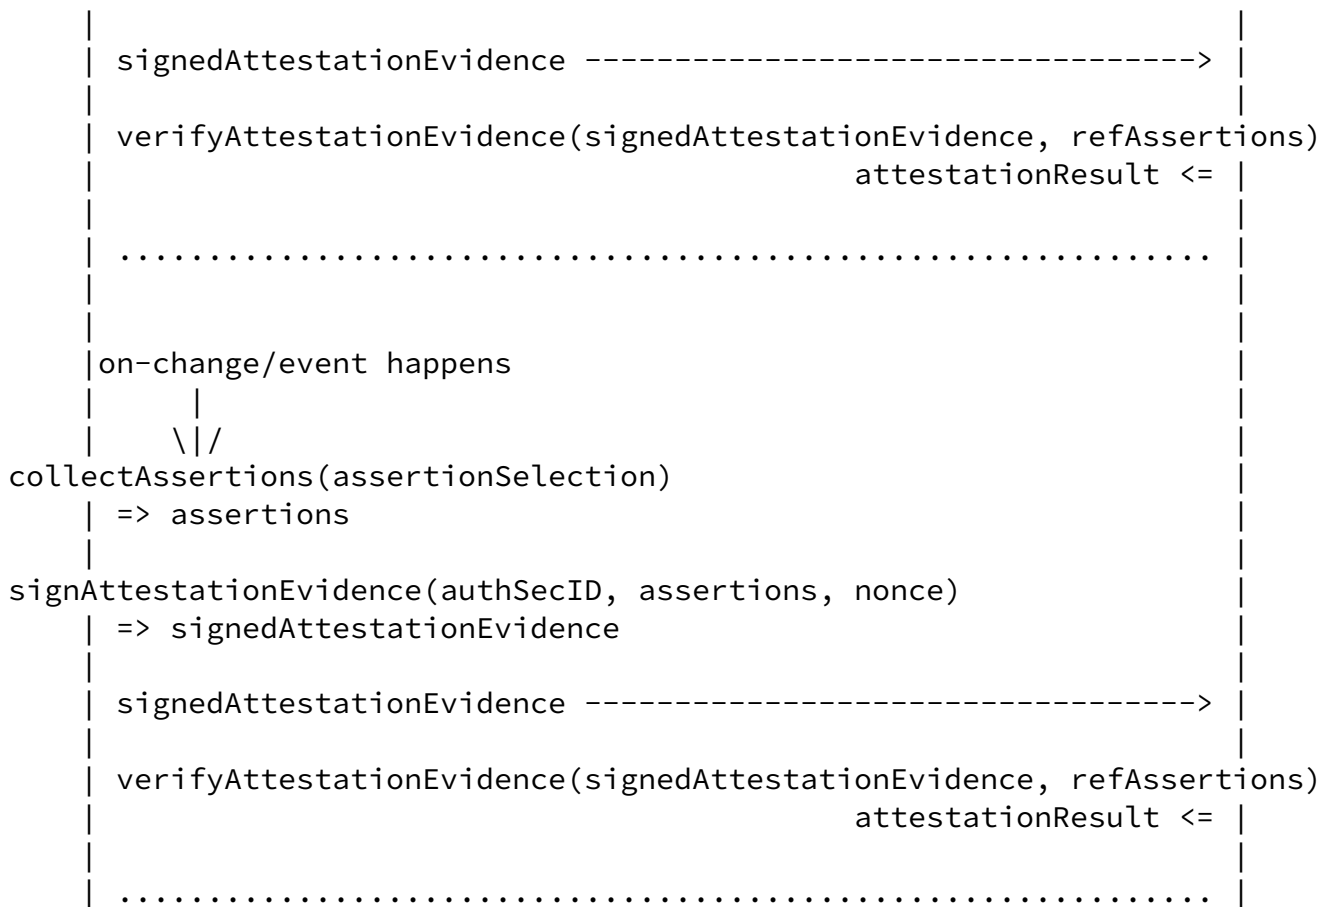 |                                                               |
| signedAttestationEvidence ----------------------------------> |
|                                                               |
| verifyAttestationEvidence(signedAttestationEvidence, refAssertions)
|                                          attestationResult <= |
|                                                               |
| ............................................................. |
|                                                               |
|                                                               |
|on-change/event happens                                        |
|     |                                                         |
|    \|/                                                        |
collectAssertions(assertionSelection)                                |
| => assertions                                                 |
|                                                               |
signAttestationEvidence(authSecID, assertions, nonce)                |
| => signedAttestationEvidence                                  |
|                                                               |
| signedAttestationEvidence ----------------------------------> |
|                                                               |
| verifyAttestationEvidence(signedAttestationEvidence, refAssertions)
|                                          attestationResult <= |
|                                                               |
| ............................................................. |